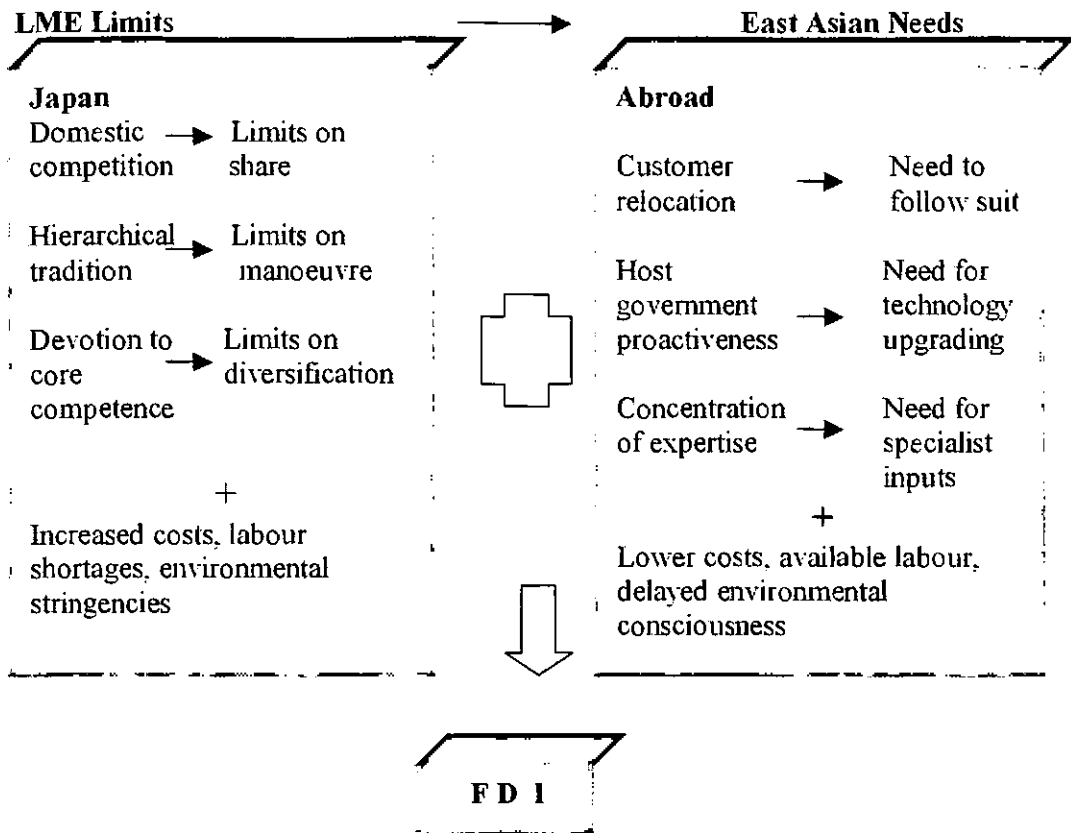 LME Limits
East Asian Needs
Japan
Domestic competition → Limits on share
Hierarchical tradition → Limits on manoeuvre
Devotion to core competence → Limits on diversification
+
Increased costs, labour
shortages, environmental
stringencies
Abroad
Customer relocation → Need to follow suit
Host government proactiveness → Need for technology upgrading
Concentration of expertise → Need for specialist inputs
+
Lower costs, available labour,
delayed environmental
consciousness
F D I